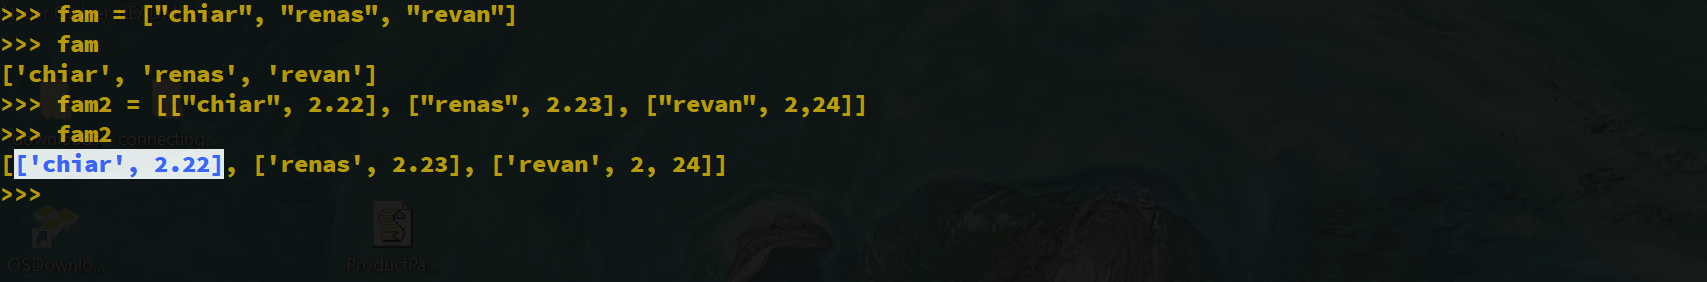 >>> fam = ["chiar", "renas", "revan"]
>>> fam
['chiar', 'renas', 'revan']
>>> fam2 = [["chiar", 2.22], ["renas", 2.23], ["revan", 2,24]]
>>> fam2
connecting...
[['chiar', 2.22], ['renas', 2.23], ['revan', 2, 24]]
>>>
OSDownlo...
ProductPa...